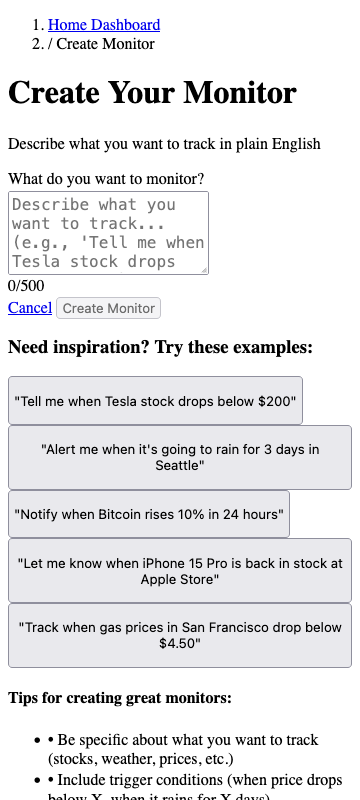 1. Home Dashboard
2. / Create Monitor
Create Your Monitor
Describe what you want to track in plain English
What do you want to monitor?
Describe what you
want to track...
(e.g., 'Tell me when
Tesla stock drops
0/500
Cancel Create Monitor
Need inspiration? Try these examples:
"Tell me when Tesla stock drops below $200"
"Alert me when it's going to rain for 3 days in
Seattle"
"Notify when Bitcoin rises 10% in 24 hours"
"Let me know when iPhone 15 Pro is back in stock at
Apple Store"
"Track when gas prices in San Francisco drop below
$4.50"
Tips for creating great monitors:
• • Be specific about what you want to track
(stocks, weather, prices, etc.)
• • Include trigger conditions (when price drops
below X, when it rains for X days)